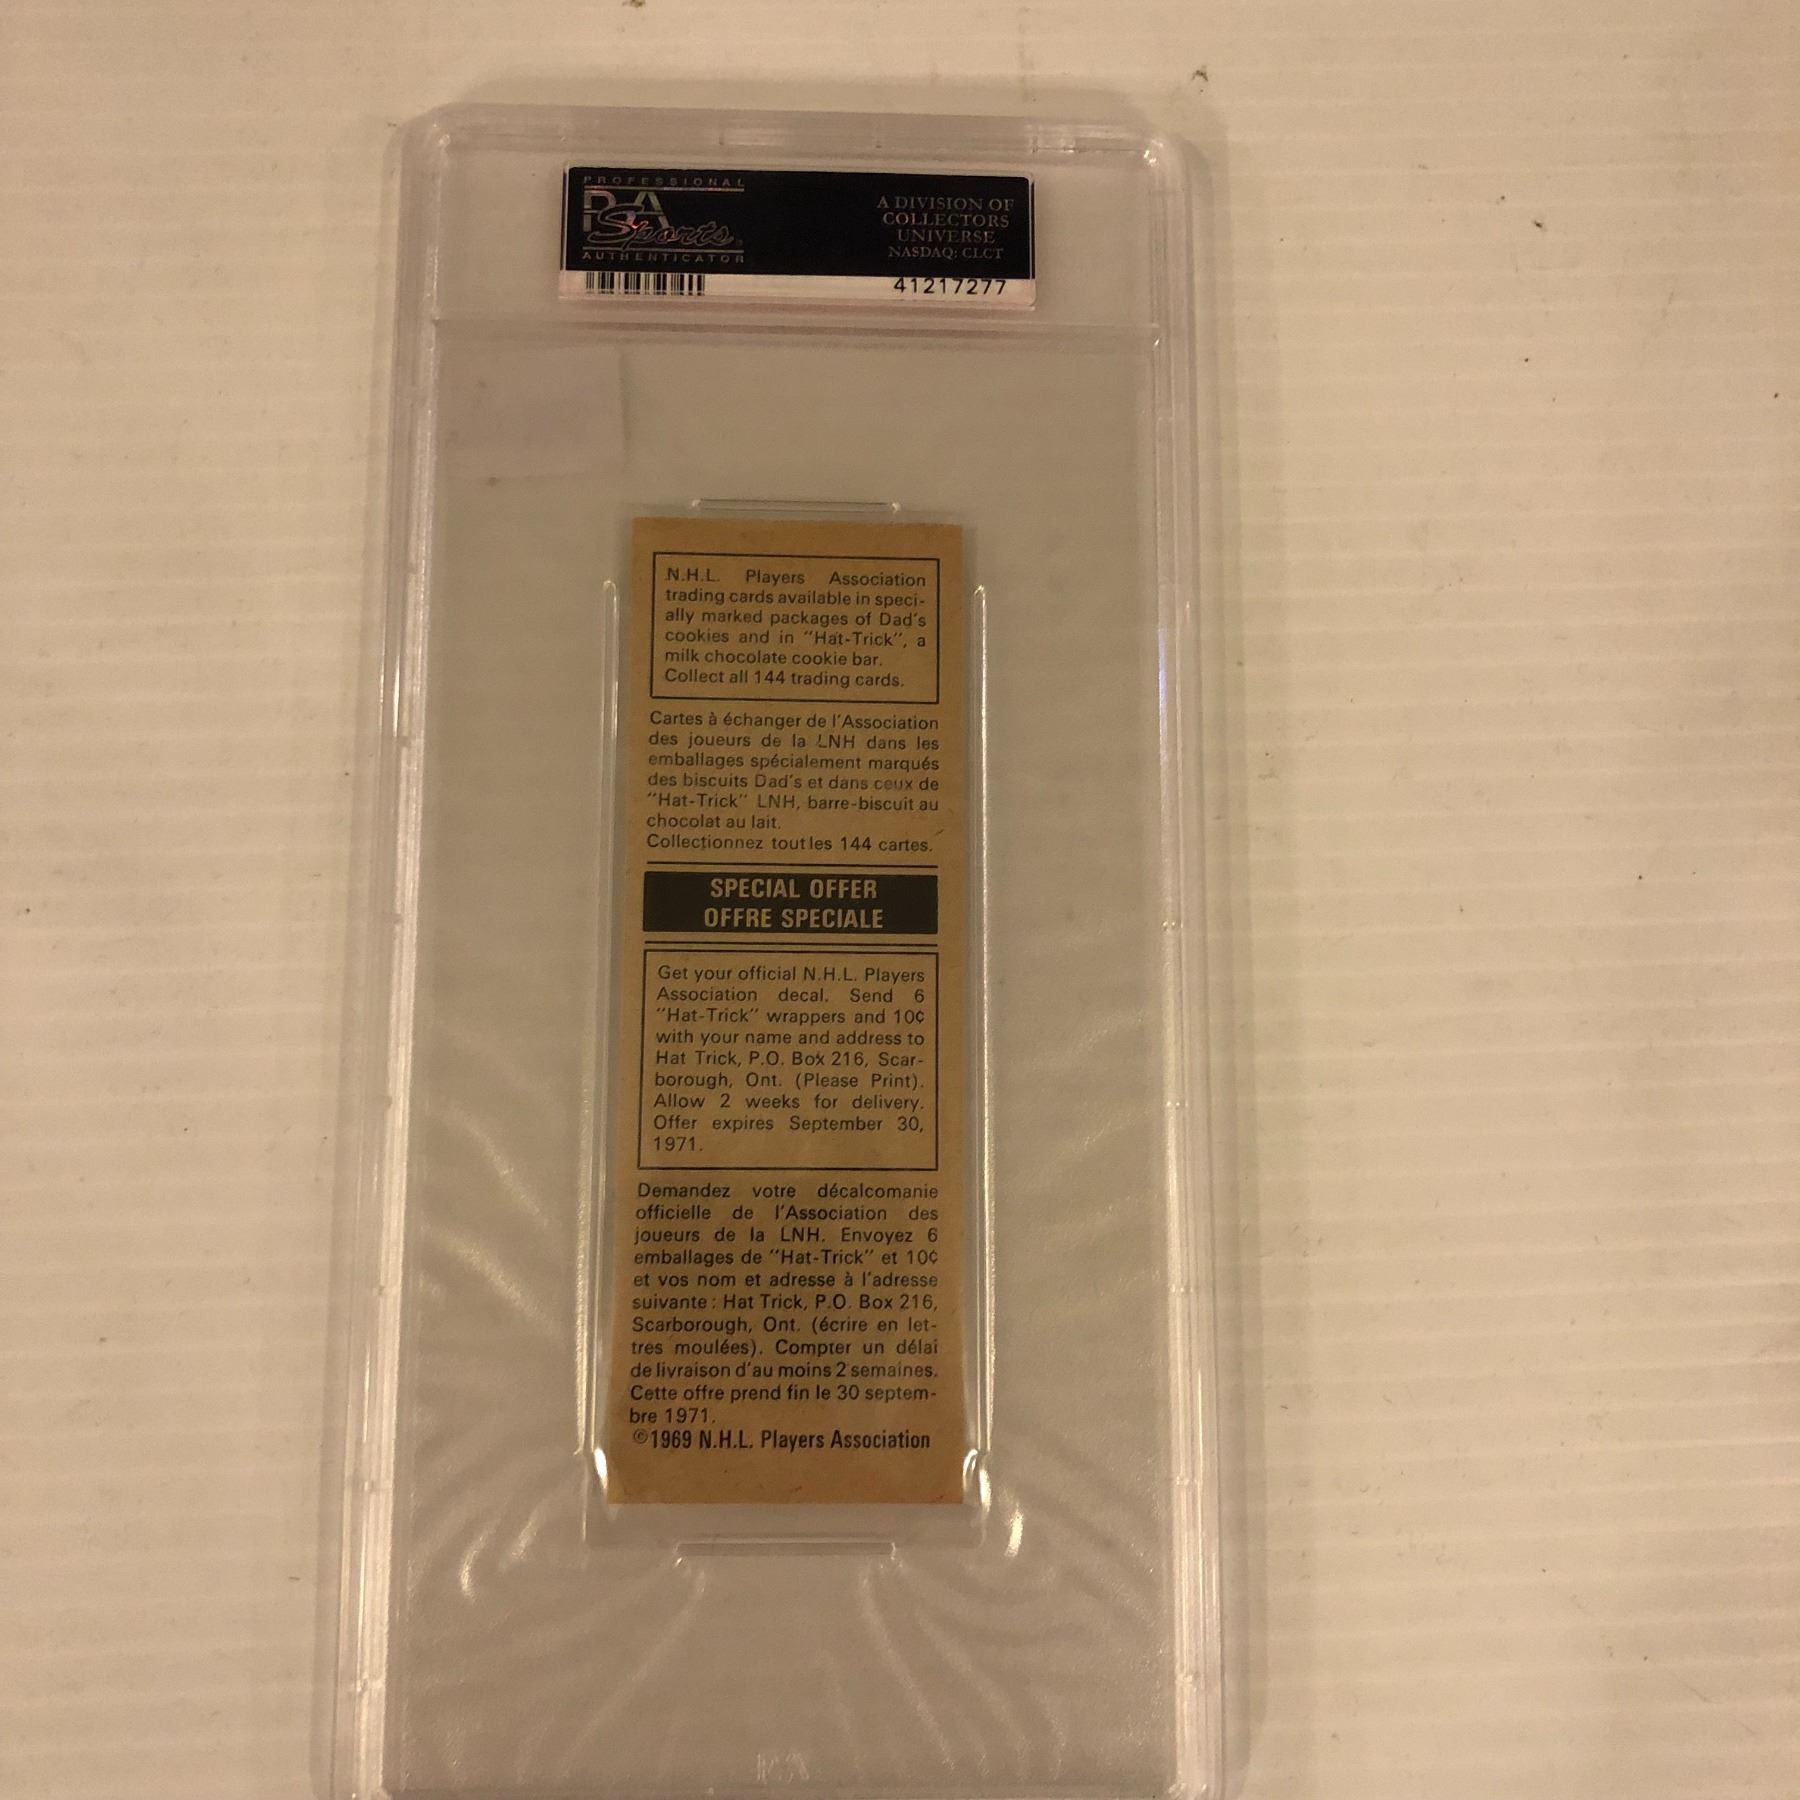 PROFESSIONAL
PSA
Sports
AUTHENTICATOR
A DIVISION OF
COLLECTORS
UNIVERSE
NASDAQ: CLCT
41217277
N.H.L. Players Association
trading cards available in speci-
ally marked packages of Dad's
cookies and in "Hat-Trick", a
milk chocolate cookie bar.
Collect all 144 trading cards.
Cartes à échanger de l'Association
des joueurs de la LNH dans les
emballages spécialement marqués
des biscuits Dad's et dans ceux de
"Hat-Trick" LNH, barre-biscuit au
chocolat au lait.
Collectionnez toutles 144 cartes.
SPECIAL OFFER
OFFRE SPECIALE
Get your official N.H.L. Players
Association decal. Send 6
"Hat-Trick" wrappers and 10¢
with your name and address to
Hat Trick, P.O. Box 216, Scar-
borough, Ont. (Please Print).
Allow 2 weeks for delivery.
Offer expires September 30,
1971.
Demandez votre décalcomanie
officielle de l'Association des
joueurs de la LNH. Envoyez 6
emballages de "Hat-Trick" et 10¢
et vos nom et adresse à l'adresse
suivante : Hat Trick, P.O. Box 216,
Scarborough, Ont. (écrire en let-
tres moulées). Compter un délai
de livraison d'au moins 2 semaines.
Cette offre prend fin le 30 septem-
bre 1971.
©1969 N.H.L. Players Association